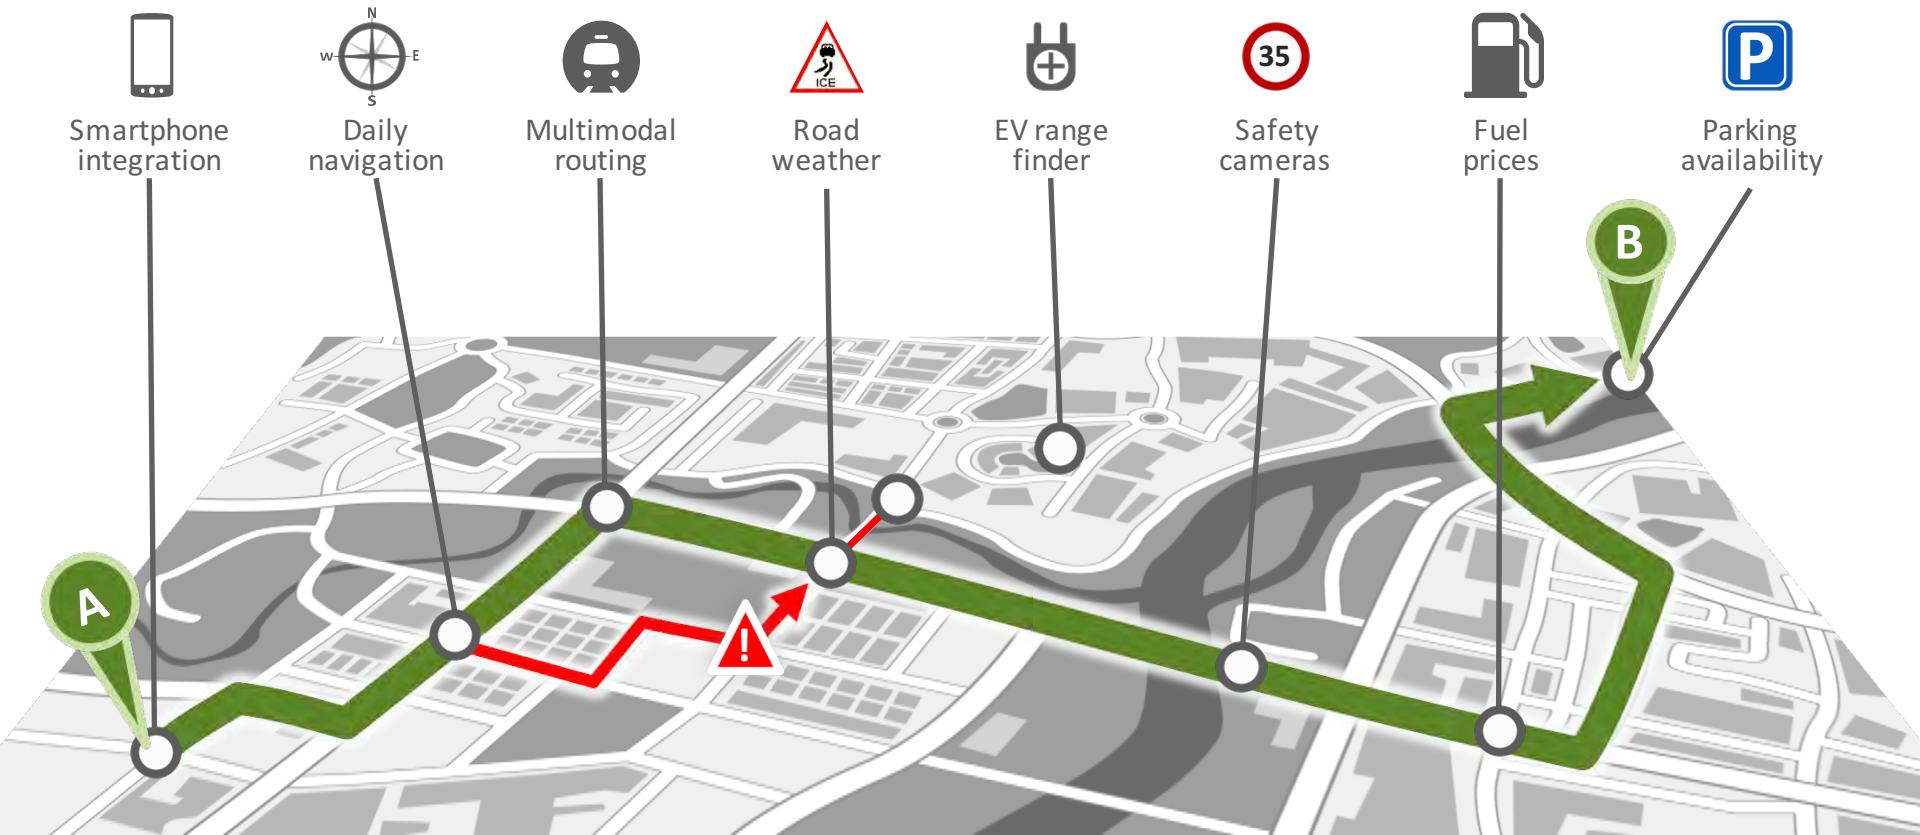 N
W
E
S
ICE
35
P
Smartphone
integration
Daily
navigation
Multimodal
routing
Road
weather
EV range
finder
Safety
cameras
Fuel
prices
Parking
availability
B
A
!